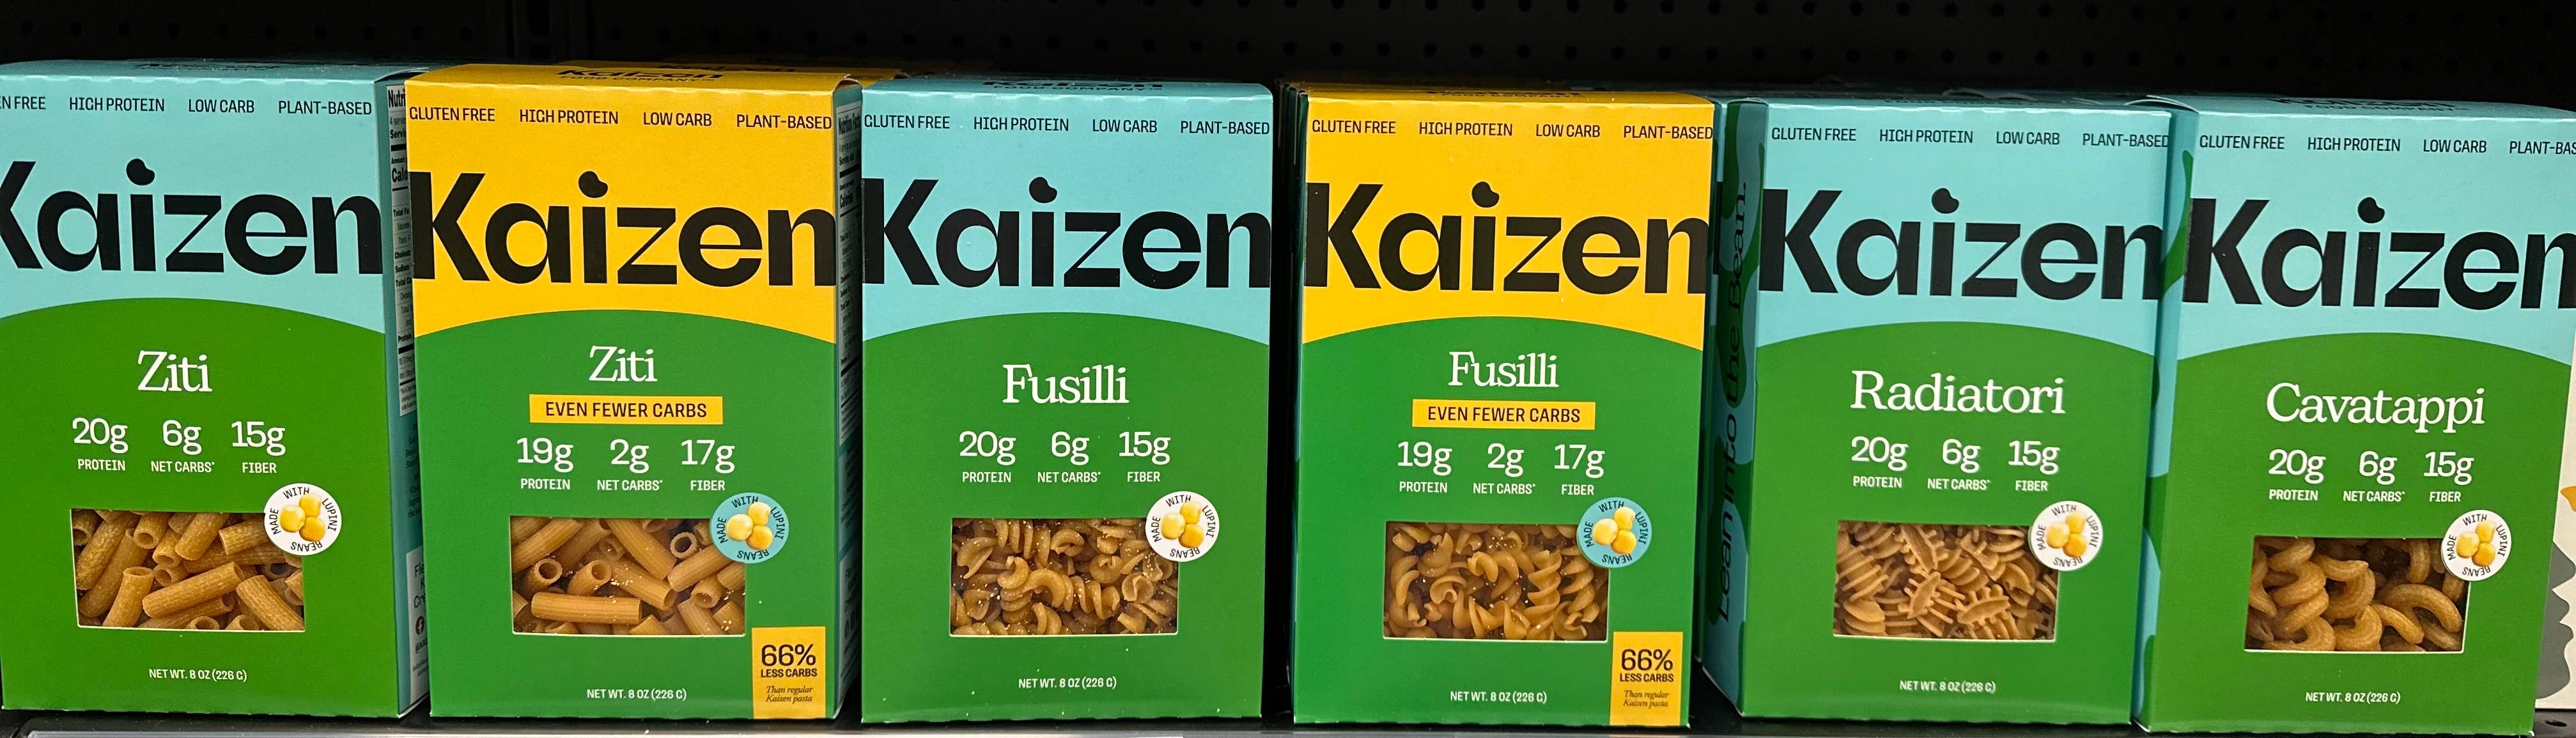 EN FREE HIGH PROTEIN LOW CARB PLANT-BASED
Kaizen
Ziti
20g 6g 15g
PROTEIN NET CARBS* FIBER
MADE WITH LUPINI BEANS
NET WT. 8 OZ (226 G)
Kaizen
FOOD COMPANY
GLUTEN FREE HIGH PROTEIN LOW CARB PLANT-BASED
Kaizen
Ziti
EVEN FEWER CARBS
19g 2g 17g
PROTEIN NET CARBS* FIBER
MADE WITH LUPINI BEANS
66%
LESS CARBS
Than regular
Kaizen pasta
NET WT. 8 OZ (226 G)
Kaizen
FOOD COMPANY
GLUTEN FREE HIGH PROTEIN LOW CARB PLANT-BASED
Kaizen
Fusilli
20g 6g 15g
PROTEIN NET CARBS* FIBER
MADE WITH LUPINI BEANS
NET WT. 8 OZ (226 G)
GLUTEN FREE HIGH PROTEIN LOW CARB PLANT-BASED
Kaizen
Fusilli
EVEN FEWER CARBS
19g 2g 17g
PROTEIN NET CARBS* FIBER
MADE WITH LUPINI BEANS
66%
LESS CARBS
Than regular
Kaizen pasta
NET WT. 8 OZ (226 G)
Lean into the Bean.
GLUTEN FREE HIGH PROTEIN LOW CARB PLANT-BASED
Kaizen
Radiatori
20g 6g 15g
PROTEIN NET CARBS* FIBER
MADE WITH LUPINI BEANS
NET WT. 8 OZ (226 G)
GLUTEN FREE HIGH PROTEIN LOW CARB PLANT-BAS
Kaizen
Cavatappi
20g 6g 15g
PROTEIN NET CARBS* FIBER
MADE WITH LUPINI BEANS
NET WT. 8 OZ (226 G)